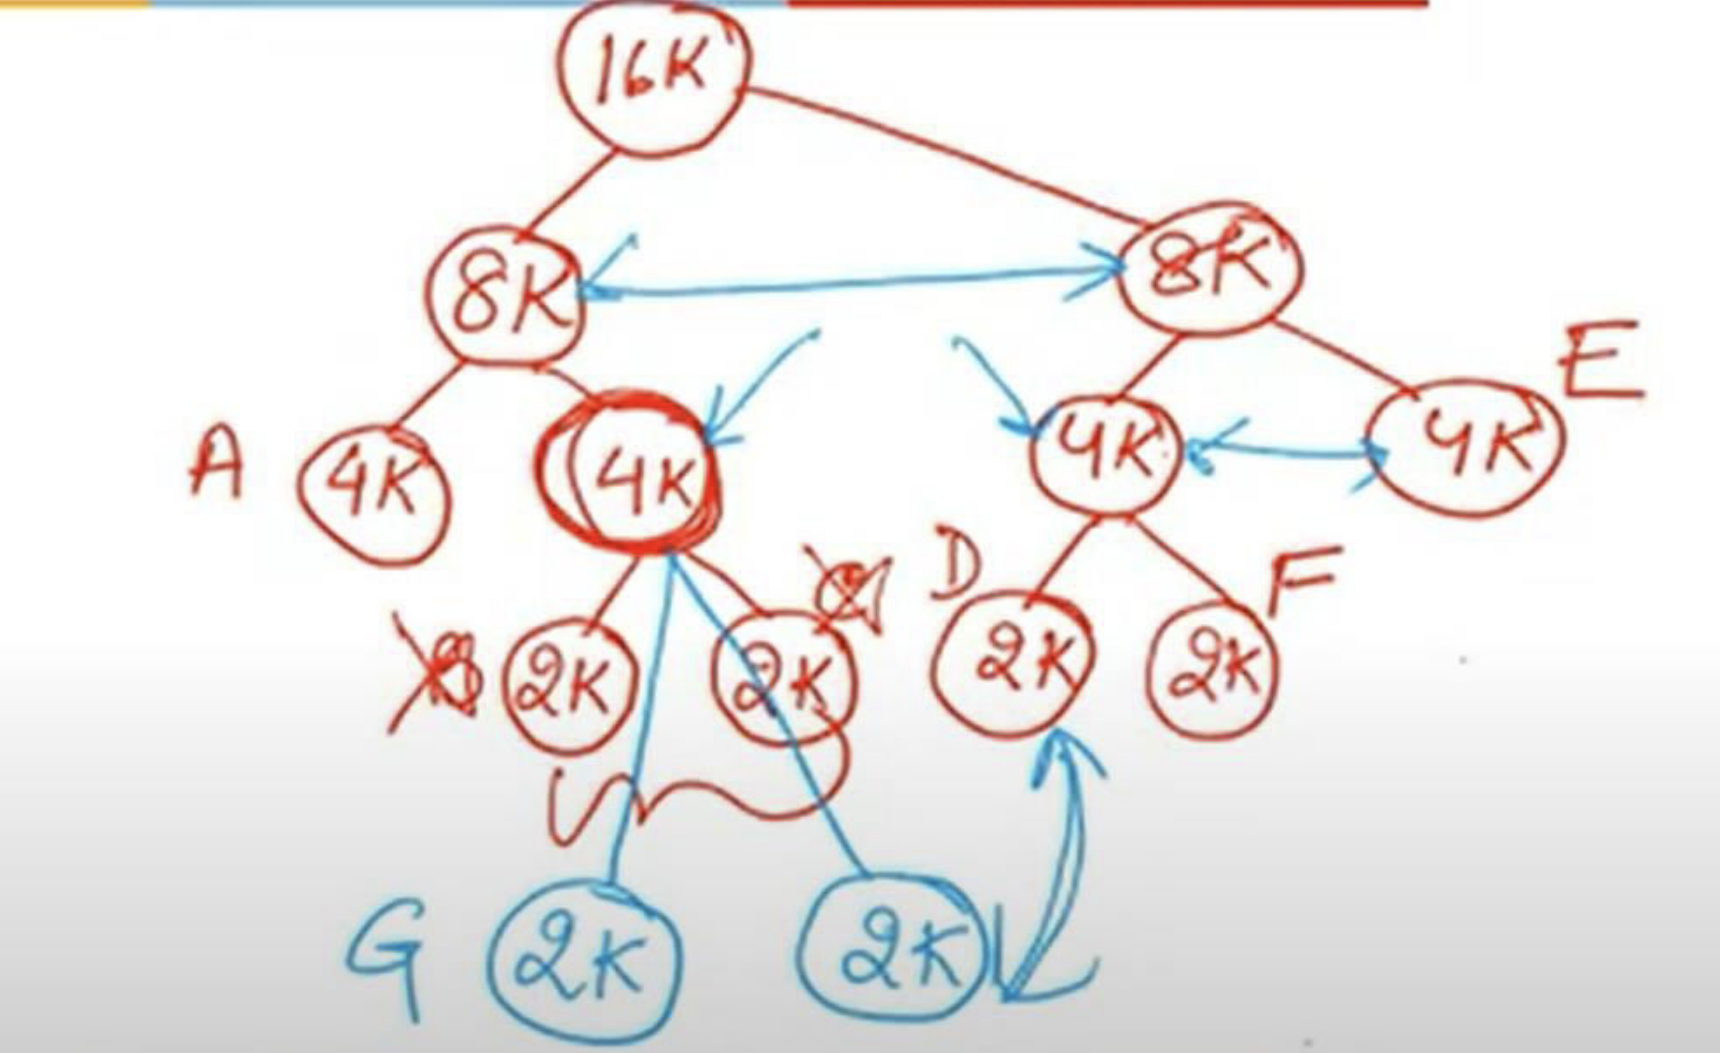 16K
8K 8K
E
A 4K 4K 4K 4K
D F
2K 2K 2K 2K
G 2K 2K